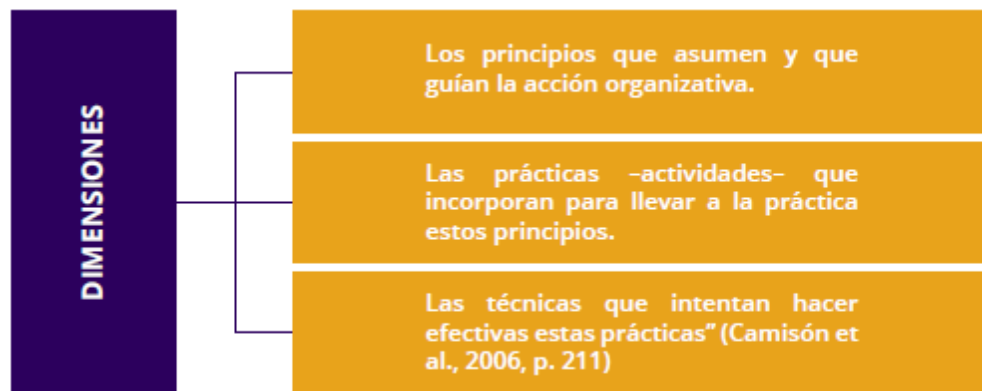 DIMENSIONES
Los principios que asumen y que
guían la acción organizativa.
Las prácticas –actividades– que
incorporan para llevar a la práctica
estos principios.
Las técnicas que intentan hacer
efectivas estas prácticas” (Camisón et
al., 2006, p. 211)